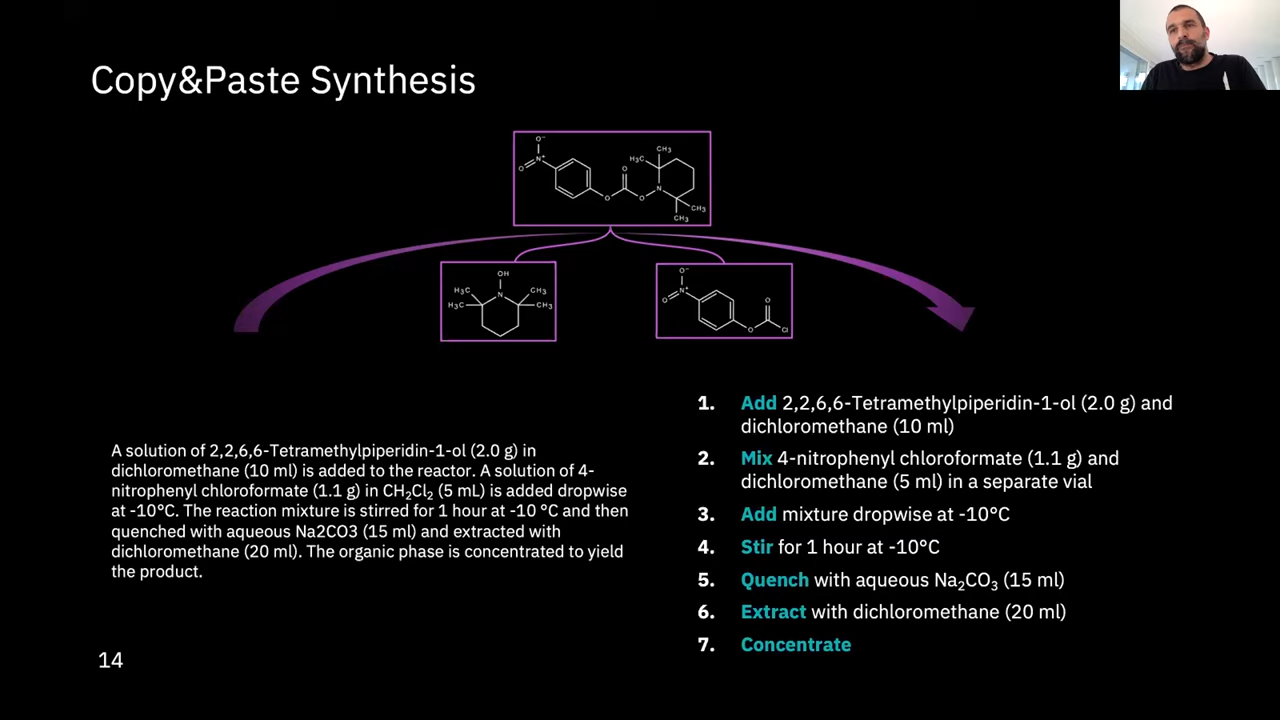 Copy&Paste Synthesis
O⁻
N⁺
O
O
O
O
N
H₃C
CH₃
CH₃
CH₃
OH
N
H₃C
H₃C
CH₃
CH₃
O⁻
N⁺
O
O
O
Cl
A solution of 2,2,6,6-Tetramethylpiperidin-1-ol (2.0 g) in
dichloromethane (10 ml) is added to the reactor. A solution of 4-
nitrophenyl chloroformate (1.1 g) in CH₂Cl₂ (5 mL) is added dropwise
at -10°C. The reaction mixture is stirred for 1 hour at -10 °C and then
quenched with aqueous Na2CO3 (15 ml) and extracted with
dichloromethane (20 ml). The organic phase is concentrated to yield
the product.
1. Add 2,2,6,6-Tetramethylpiperidin-1-ol (2.0 g) and
dichloromethane (10 ml)
2. Mix 4-nitrophenyl chloroformate (1.1 g) and
dichloromethane (5 ml) in a separate vial
3. Add mixture dropwise at -10°C
4. Stir for 1 hour at -10°C
5. Quench with aqueous Na₂CO₃ (15 ml)
6. Extract with dichloromethane (20 ml)
7. Concentrate
14